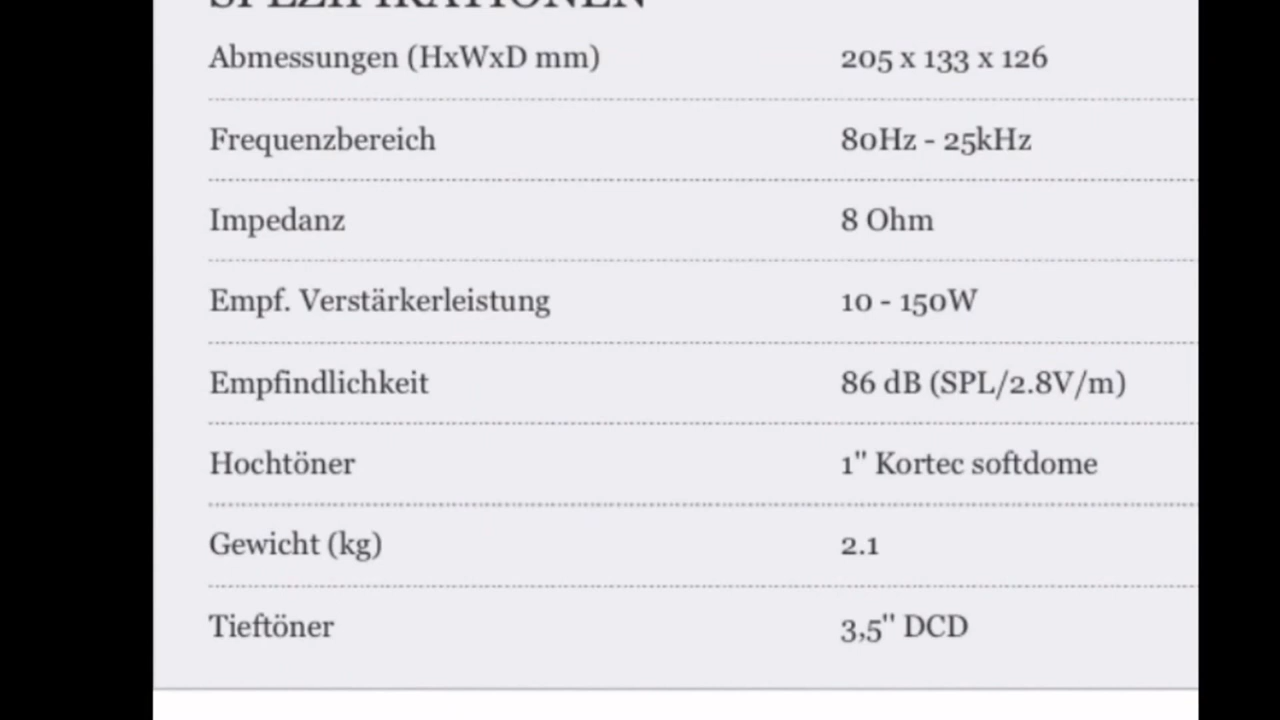 SPEZIFIKATIONEN
Abmessungen (HxWxD mm) 205 x 133 x 126
Frequenzbereich 80Hz - 25kHz
Impedanz 8 Ohm
Empf. Verstärkerleistung 10 - 150W
Empfindlichkeit 86 dB (SPL/2.8V/m)
Hochtöner 1" Kortec softdome
Gewicht (kg) 2.1
Tieftöner 3,5" DCD